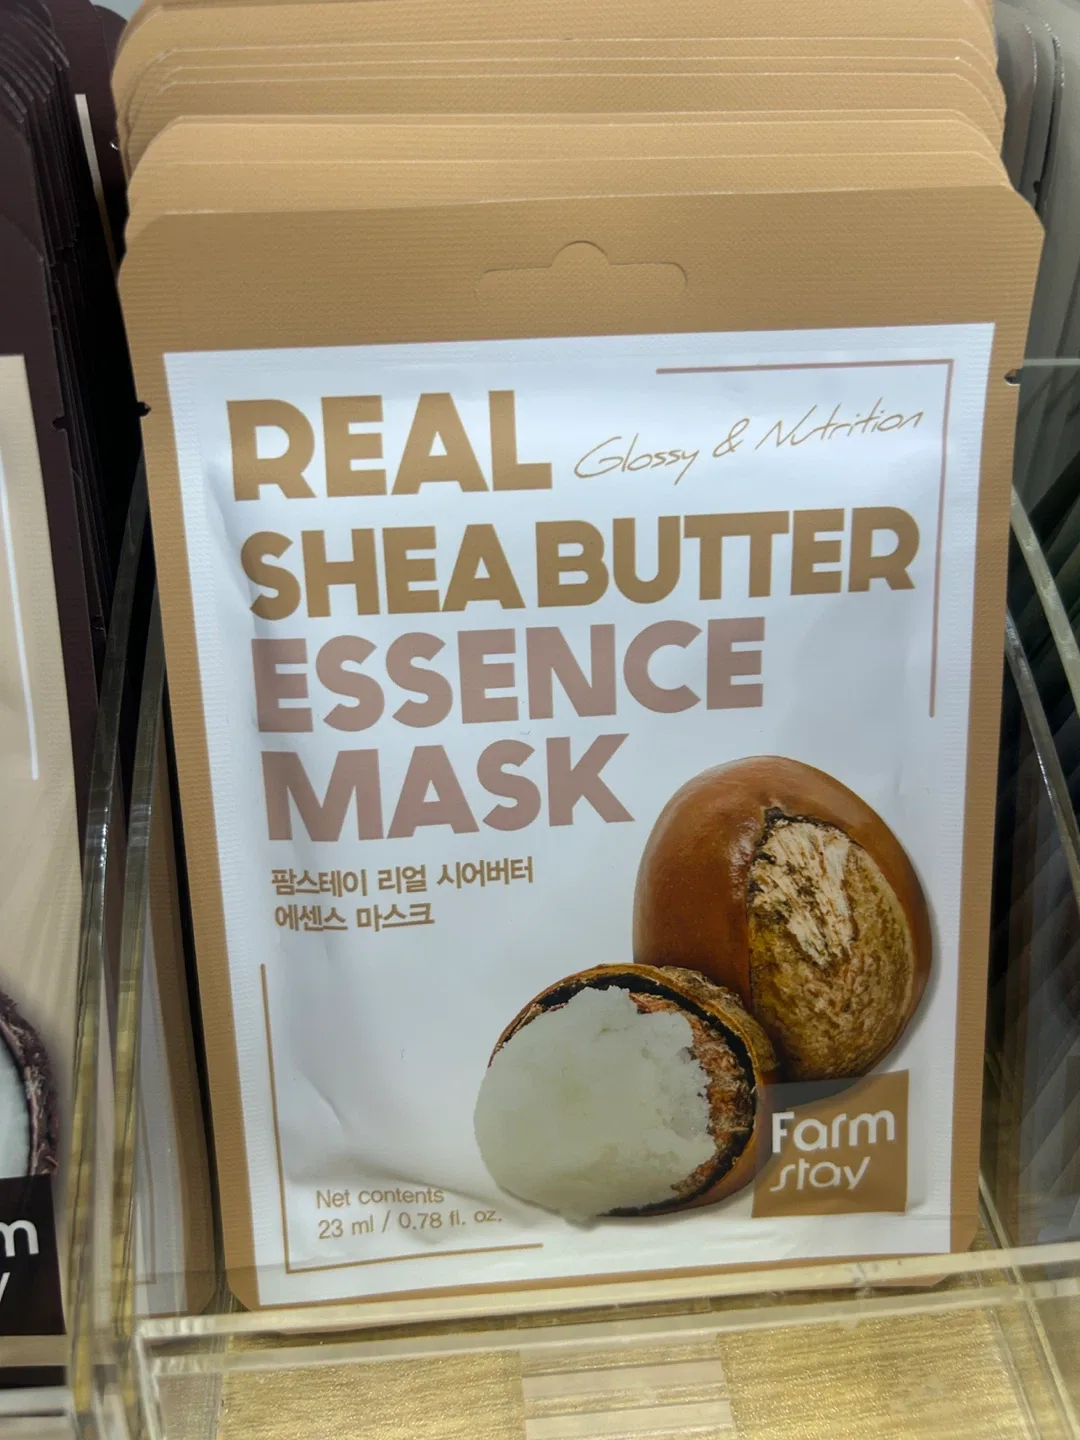 REAL
Glossy & Nutrition
SHEA BUTTER
ESSENCE
MASK
팜스테이 리얼 시어버터
에센스 마스크
Net contents
23 ml / 0.78 fl. oz.
Farm
stay
m
y